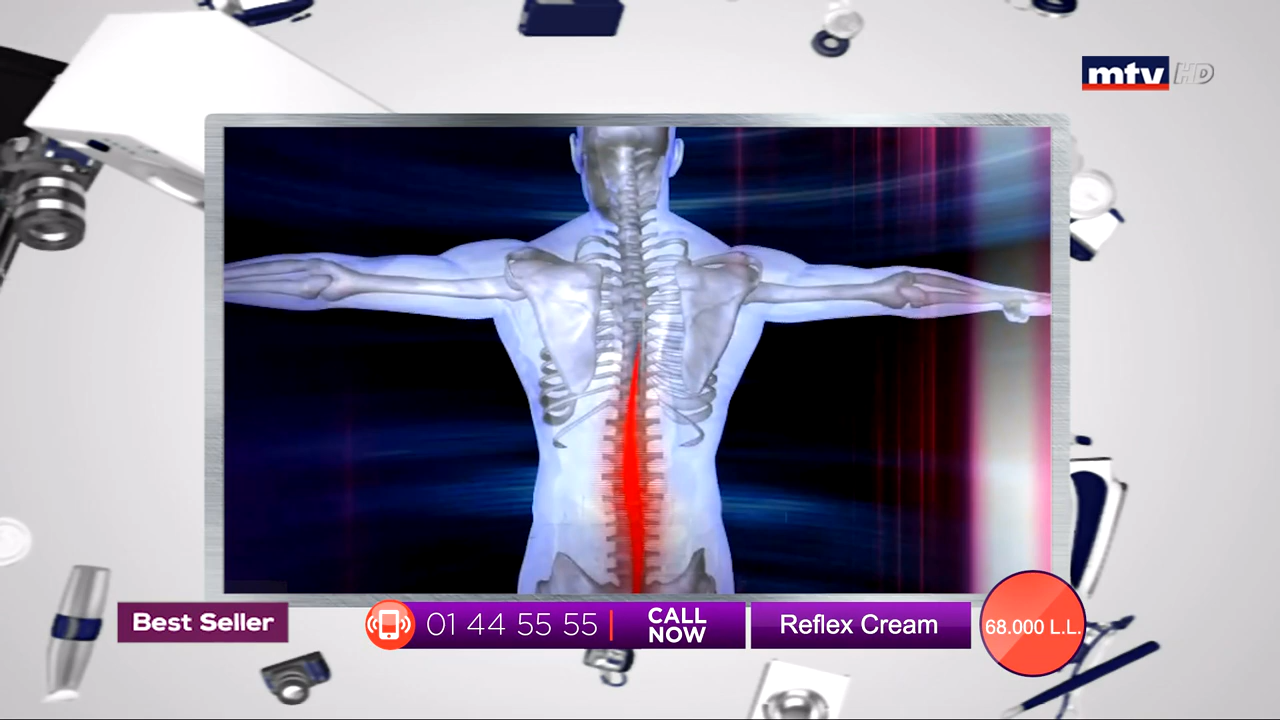 mtv HD
Best Seller
01 44 55 55
CALL
NOW
Reflex Cream
68.000 L.L.